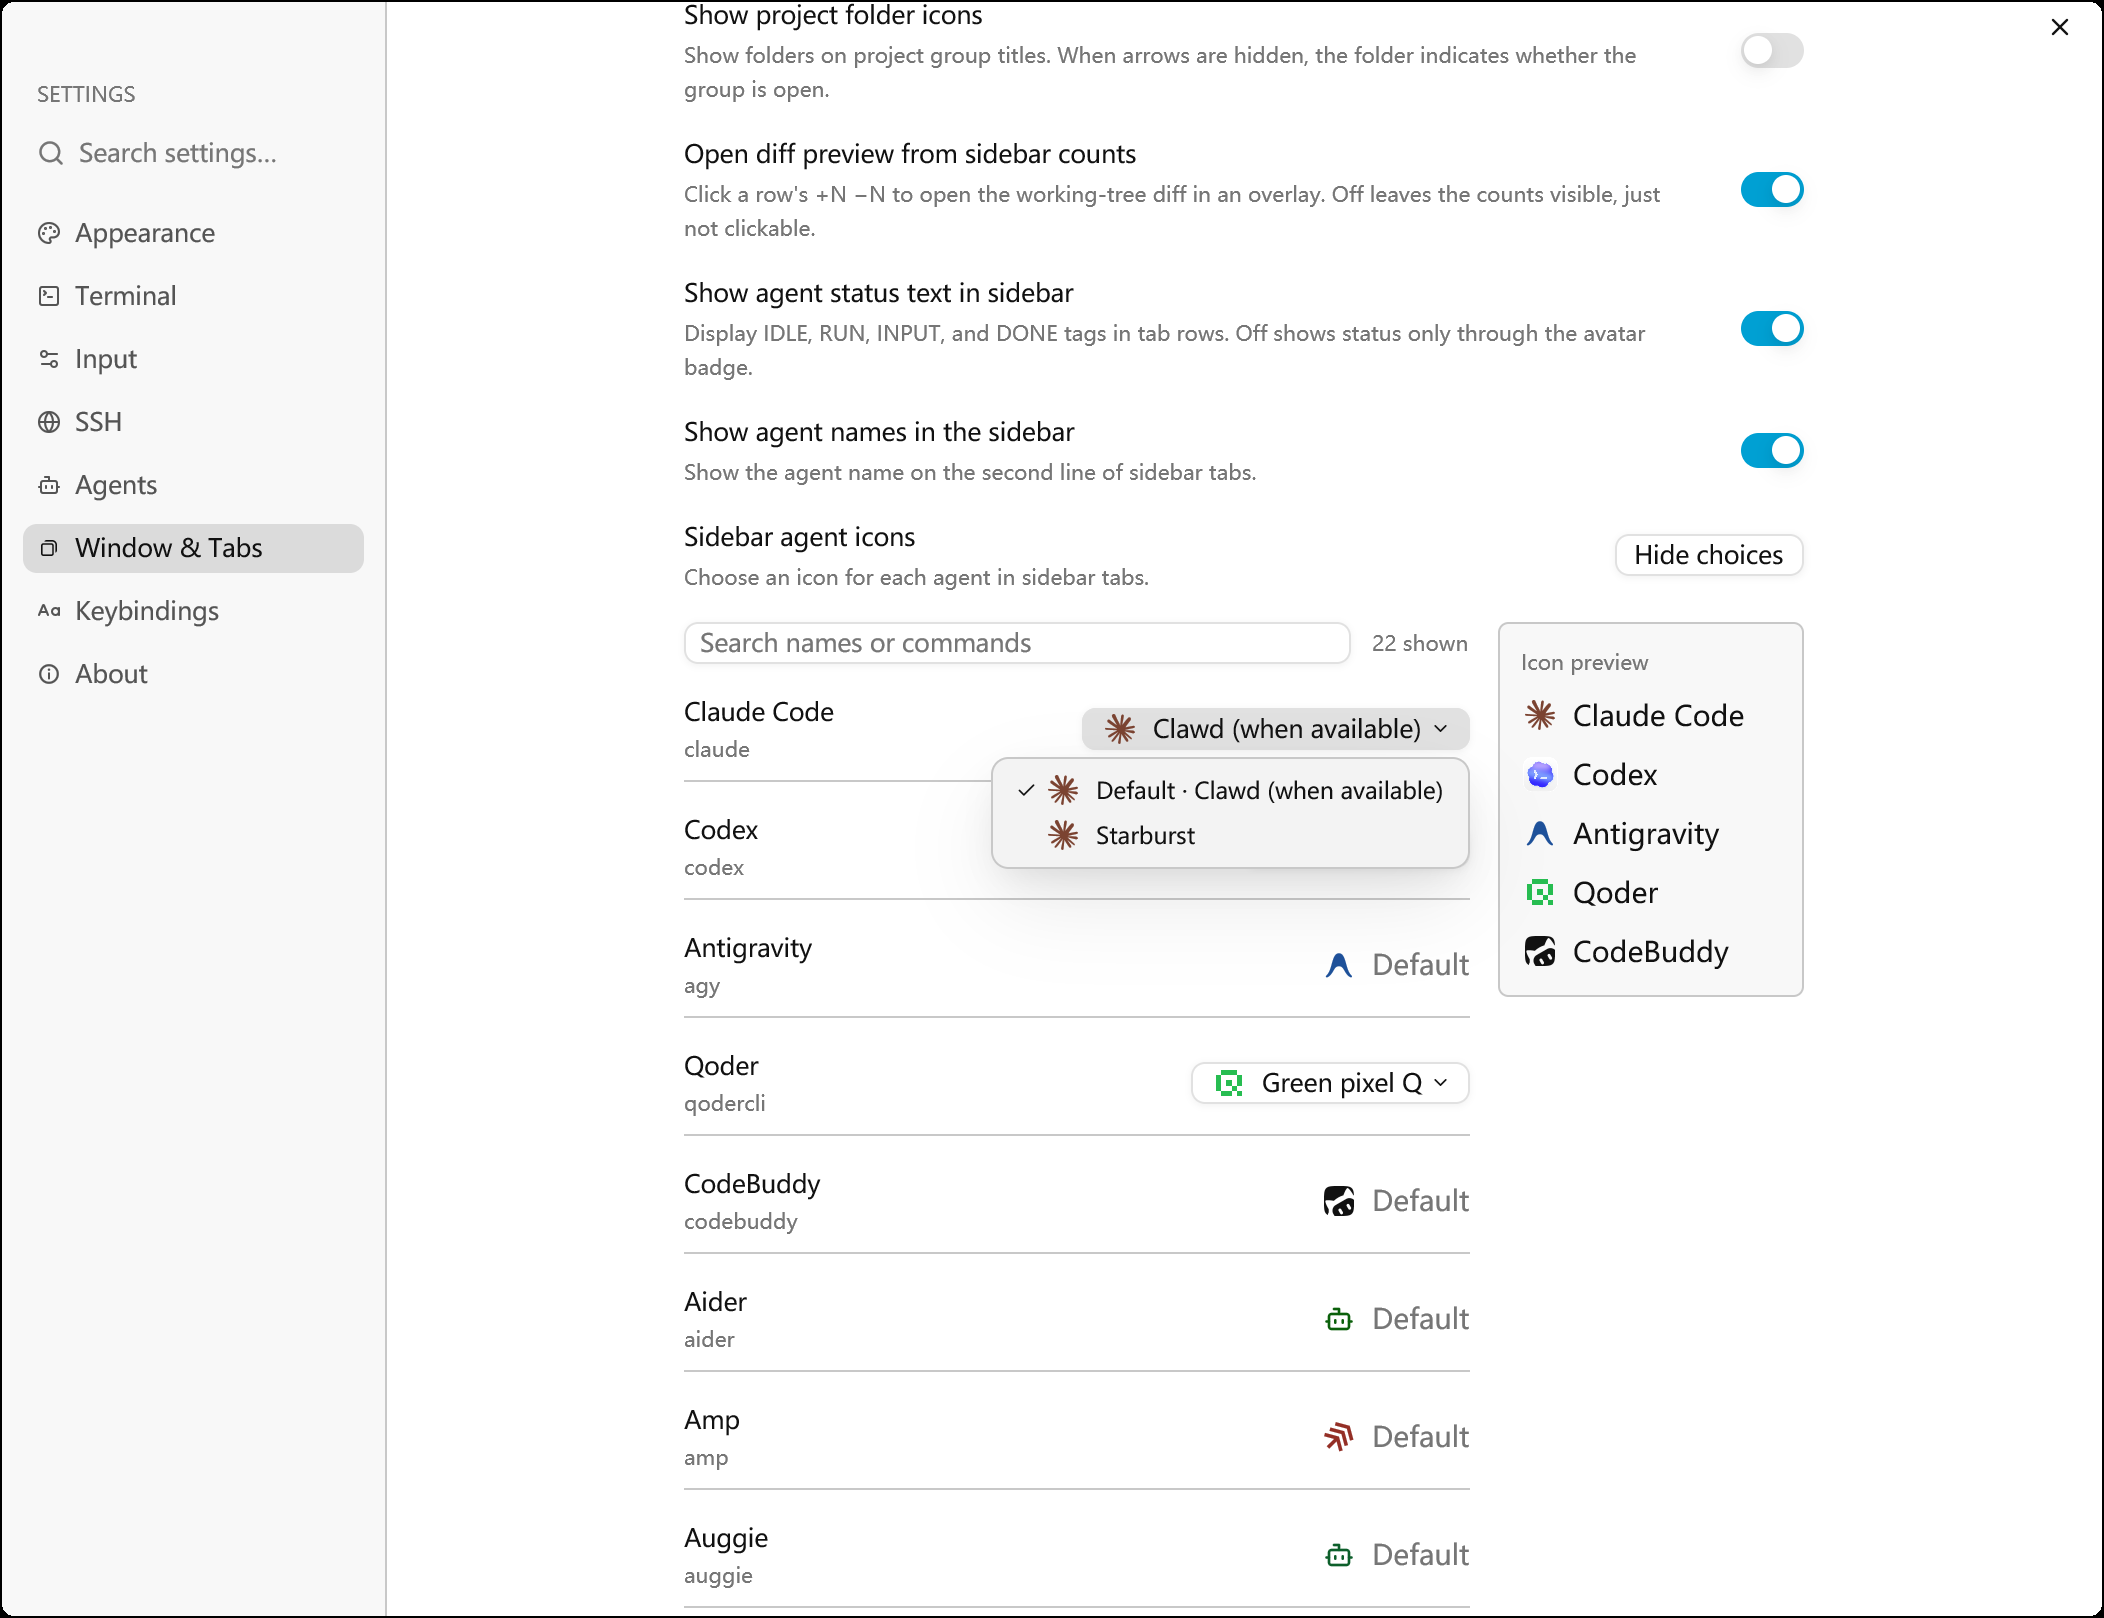 SETTINGS
Search settings...
Appearance
Terminal
Input
SSH
Agents
Window & Tabs
Keybindings
About
Show project folder icons
Show folders on project group titles. When arrows are hidden, the folder indicates whether the
group is open.
Open diff preview from sidebar counts
Click a row's +N −N to open the working-tree diff in an overlay. Off leaves the counts visible, just
not clickable.
Show agent status text in sidebar
Display IDLE, RUN, INPUT, and DONE tags in tab rows. Off shows status only through the avatar
badge.
Show agent names in the sidebar
Show the agent name on the second line of sidebar tabs.
Sidebar agent icons
Choose an icon for each agent in sidebar tabs.
Hide choices
Search names or commands
22 shown
Claude Code
claude
Clawd (when available)
Default · Clawd (when available)
Starburst
Codex
codex
Antigravity
agy
Default
Qoder
qodercli
Green pixel Q
CodeBuddy
codebuddy
Default
Aider
aider
Default
Amp
amp
Default
Auggie
auggie
Default
Icon preview
Claude Code
Codex
Antigravity
Qoder
CodeBuddy